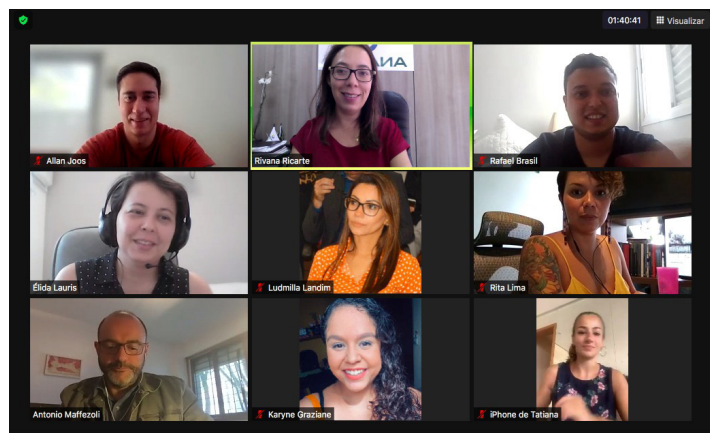 01:40:41
Visualizar
ANA
Allan Joos
Rivana Ricarte
Rafael Brasil
Élida Lauris
Ludmilla Landim
Rita Lima
Antonio Maffezoli
Karyne Graziane
iPhone de Tatiana